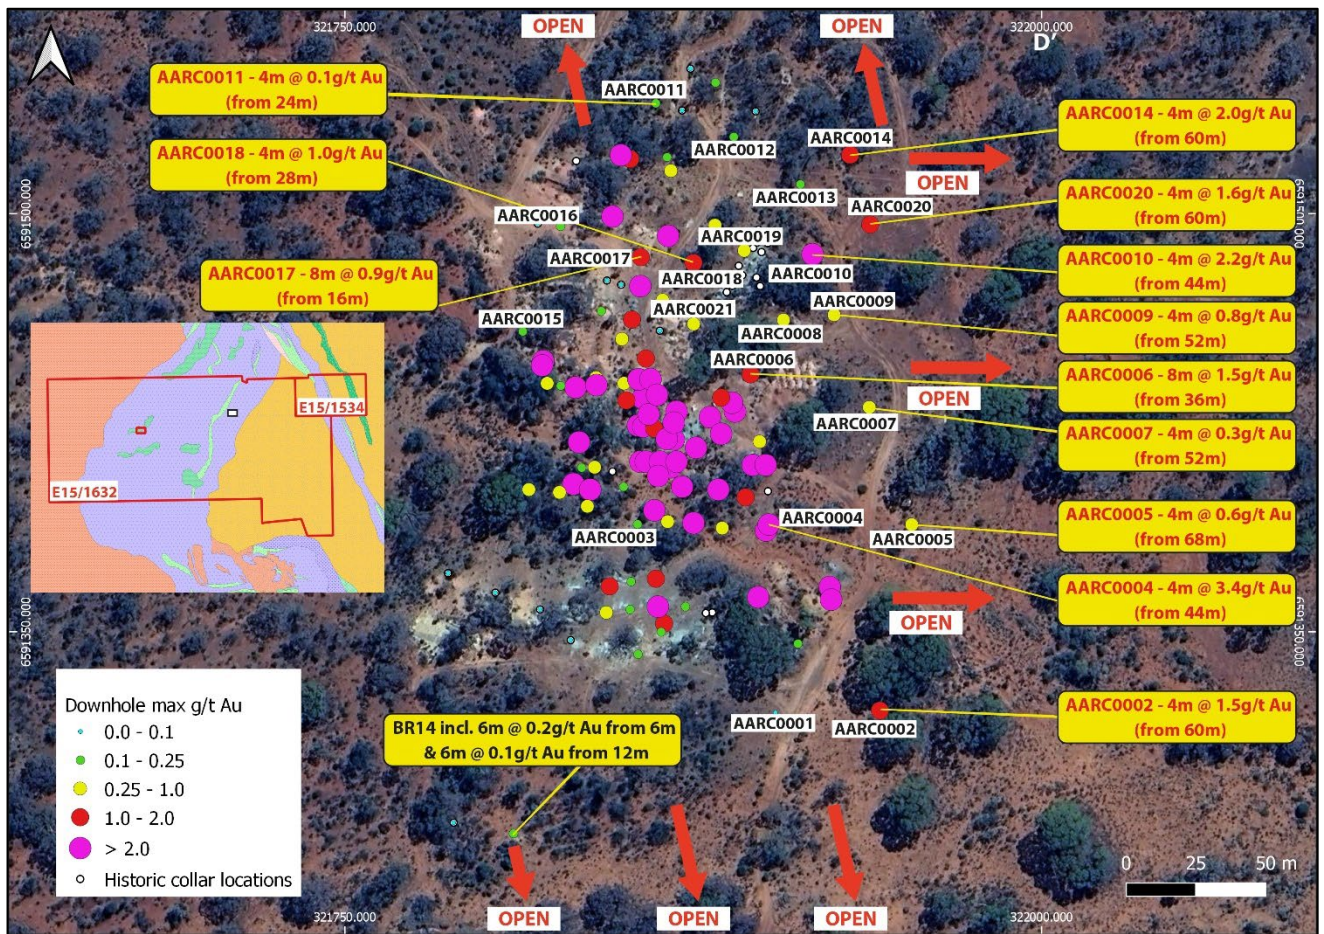 321750.000
OPEN
OPEN
322000.000
D'
AARC0011 - 4m @ 0.1g/t Au
(from 24m)
AARC0011
AARC0018 - 4m @ 1.0g/t Au
(from 28m)
AARC0012
AARC0014
AARC0014 - 4m @ 2.0g/t Au
(from 60m)
OPEN
AARC0013
6591500.000
6591500.000
AARC0016
AARC0020
AARC0020 - 4m @ 1.6g/t Au
(from 60m)
AARC0019
AARC0017
AARC0018
AARC0010
AARC0010 - 4m @ 2.2g/t Au
(from 44m)
AARC0017 - 8m @ 0.9g/t Au
(from 16m)
AARC0021
AARC0009
AARC0015
AARC0008
AARC0009 - 4m @ 0.8g/t Au
(from 52m)
AARC0006
OPEN
AARC0006 - 8m @ 1.5g/t Au
(from 36m)
AARC0007
AARC0007 - 4m @ 0.3g/t Au
(from 52m)
E15/1534
E15/1632
AARC0003
AARC0004
AARC0005
AARC0005 - 4m @ 0.6g/t Au
(from 68m)
AARC0004 - 4m @ 3.4g/t Au
(from 44m)
OPEN
6591350.000
6591350.000
AARC0001
AARC0002
AARC0002 - 4m @ 1.5g/t Au
(from 60m)
BR14 incl. 6m @ 0.2g/t Au from 6m
& 6m @ 0.1g/t Au from 12m
Downhole max g/t Au
0.0 - 0.1
0.1 - 0.25
0.25 - 1.0
1.0 - 2.0
> 2.0
Historic collar locations
0 25 50 m
OPEN
OPEN
OPEN
321750.000
322000.000